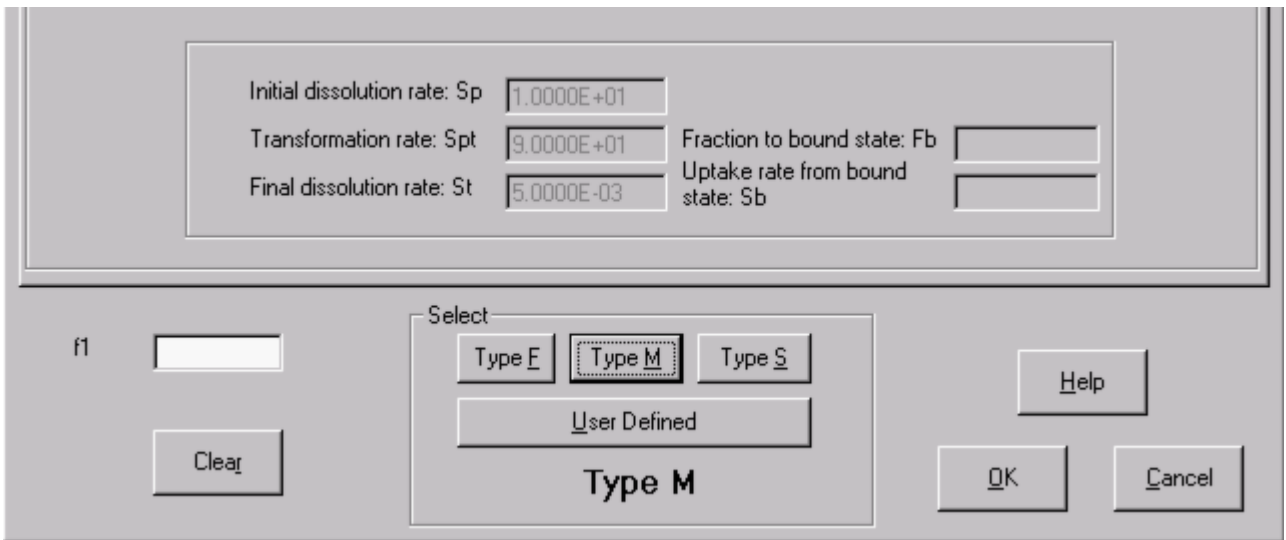 Initial dissolution rate: Sp 1.0000E+01
Transformation rate: Spt 9.0000E+01 Fraction to bound state: Fb
Final dissolution rate: St 5.0000E-03 Uptake rate from bound
state: Sb
f1
Select
Type F Type M Type S
Help
User Defined
Clear
Type M
OK Cancel